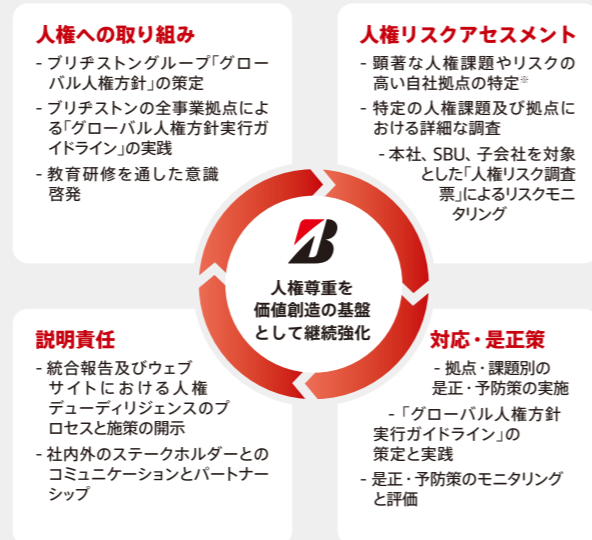 人権への取り組み
- ブリヂストングループ「グロー
バル人権方針」の策定
- ブリヂストンの全事業拠点によ
る「グローバル人権方針実行ガ
イドライン」の実践
- 教育研修を通した意識
啓発
人権リスクアセスメント
- 顕著な人権課題やリスクの
高い自社拠点の特定※
- 特定の人権課題及び拠点に
おける詳細な調査
- 本社、SBU、子会社を対象
とした「人権リスク調査
票」によるリスクモニ
タリング
人権尊重を
価値創造の基盤
として継続強化
説明責任
- 統合報告及びウェブ
サイトにおける人権
デューディリジェンスのプ
ロセスと施策の開示
- 社内外のステークホルダーとの
コミュニケーションとパートナー
シップ
対応・是正策
- 拠点・課題別の
是正・予防策の実施
- 「グローバル人権方針
実行ガイドライン」の
策定と実践
- 是正・予防策のモニタリング
と評価